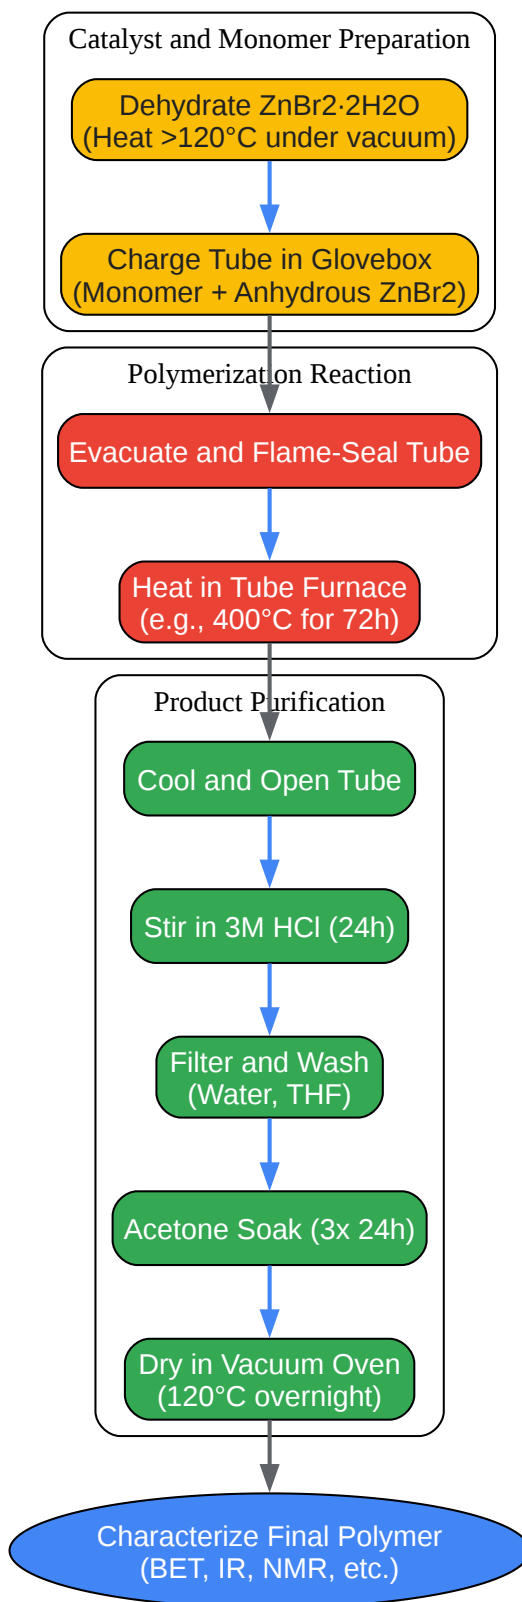 Catalyst and Monomer Preparation
Dehydrate ZnBr2·2H2O
(Heat >120°C under vacuum)
Charge Tube in Glovebox
(Monomer + Anhydrous ZnBr2)
Polymerization Reaction
Evacuate and Flame-Seal Tube
Heat in Tube Furnace
(e.g., 400°C for 72h)
Product Purification
Cool and Open Tube
Stir in 3M HCl (24h)
Filter and Wash
(Water, THF)
Acetone Soak (3x 24h)
Dry in Vacuum Oven
(120°C overnight)
Characterize Final Polymer
(BET, IR, NMR, etc.)